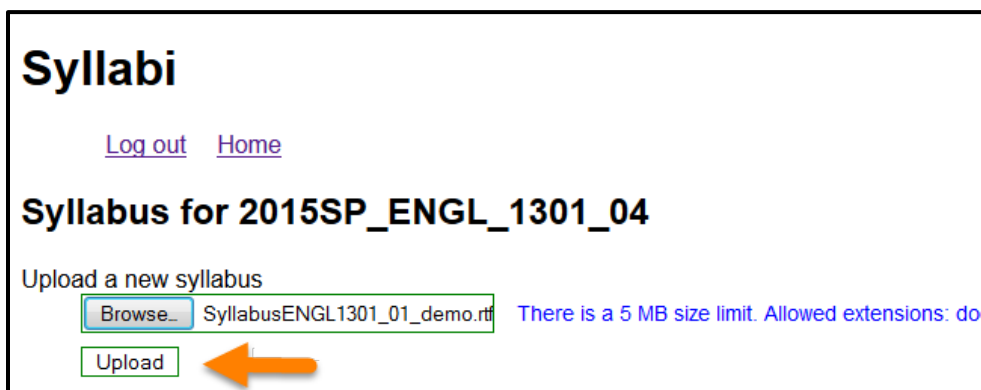 Syllabi
Log out Home
Syllabus for 2015SP_ENGL_1301_04
Upload a new syllabus
Browse_ SyllabusENGL1301_01_demo.rtf There is a 5 MB size limit. Allowed extensions:
Upload